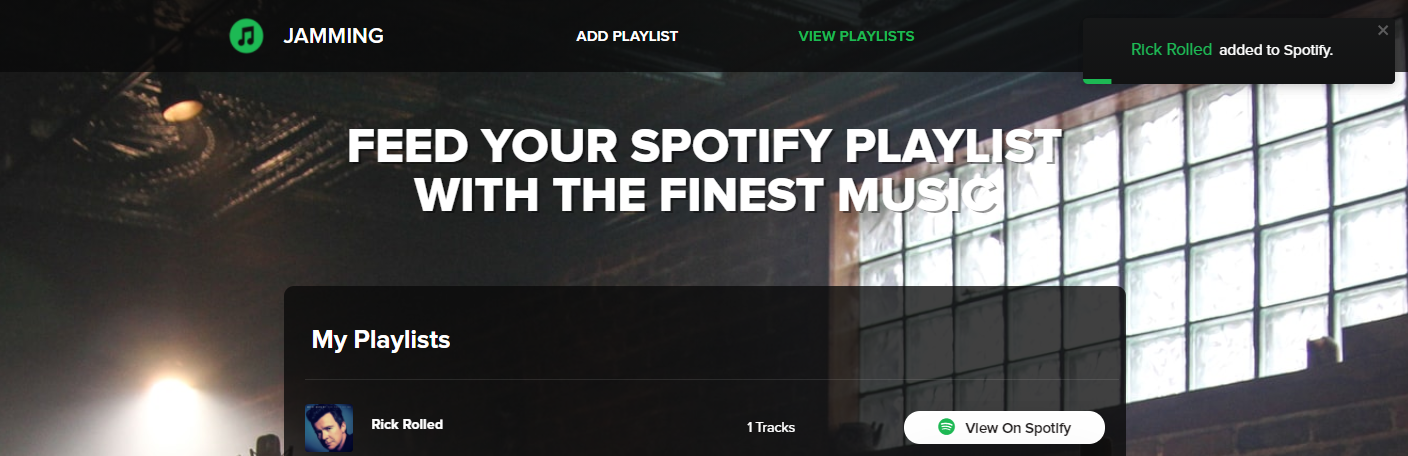 JAMMING
ADD PLAYLIST
VIEW PLAYLISTS
Rick Rolled added to Spotify.
FEED YOUR SPOTIFY PLAYLIST
WITH THE FINEST MUSIC
My Playlists
Rick Rolled
1 Tracks
View On Spotify